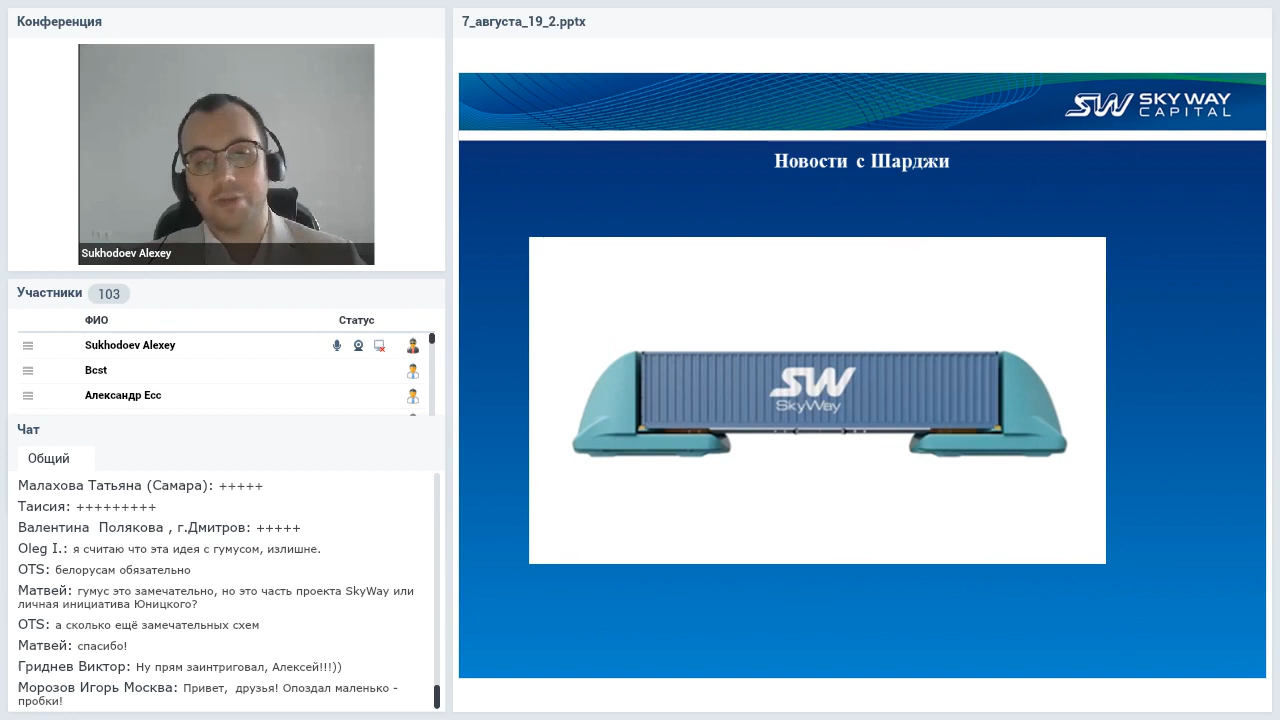 Конференция
Sukhodoev Alexey
Участники 103
ФИО Статус
Sukhodoev Alexey
Bcst
Александр Ecc
Чат
Общий
Малахова Татьяна (Самара): +++++
Таисия: +++++++++
Валентина Полякова , г.Дмитров: +++++
Oleg I.: я считаю что эта идея с гумусом, излишне.
OTS: белорусам обязательно
Матвей: гумус это замечательно, но это часть проекта SkyWay или
личная инициатива Юницкого?
OTS: а сколько ещё замечательных схем
Матвей: спасибо!
Гриднев Виктор: Ну прям заинтриговал, Алексей!!!))
Морозов Игорь Москва: Привет, друзья! Опоздал маленько -
пробки!
7_августа_19_2.pptx
SW SKY WAY
CAPITAL
Новости с Шарджи
SW
SkyWay